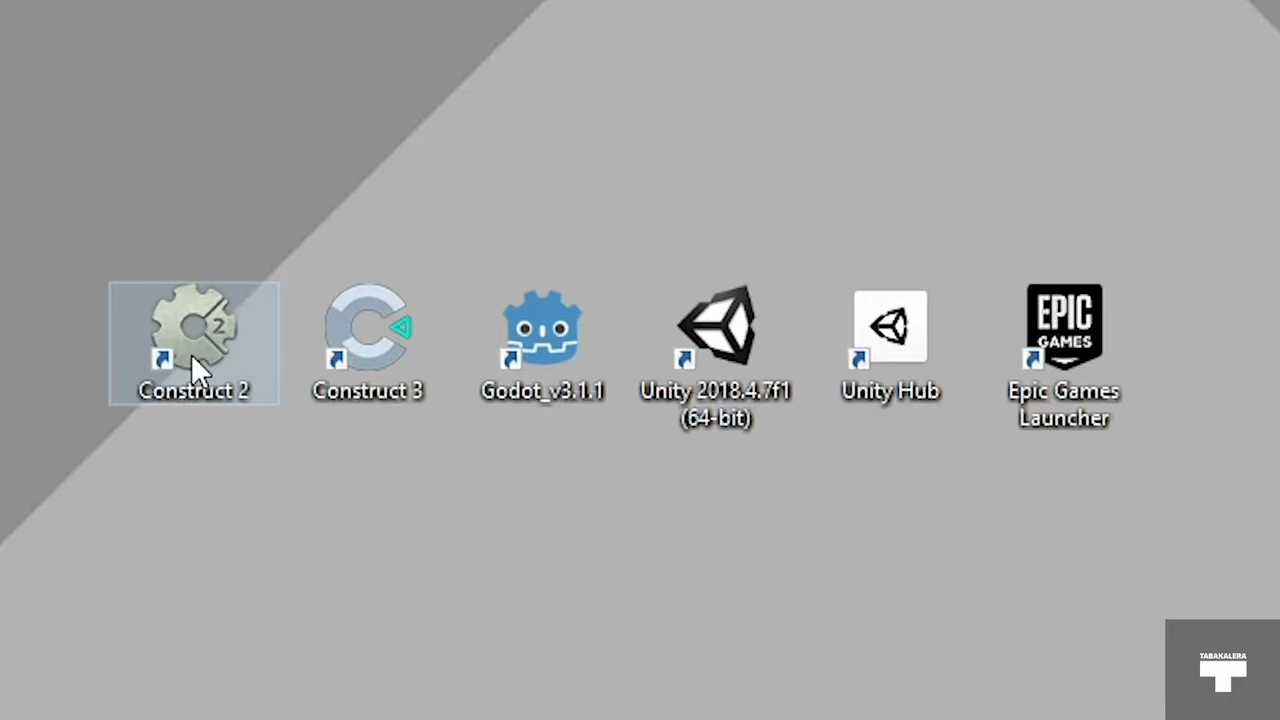 2
Construct 2
Construct 3
Godot_v3.1.1
Unity 2018.4.7f1
(64-bit)
Unity Hub
EPIC
GAMES
Epic Games
Launcher
TABAKALERA